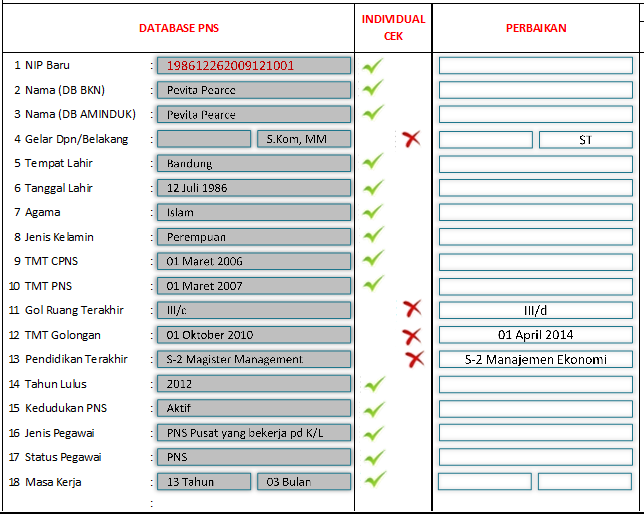 DATABASE PNS INDIVIDUAL CEK PERBAIKAN
1 NIP Baru : 198612262009121001
2 Nama (DB BKN) : Pevita Pearce
3 Nama (DB AMINDUK) : Pevita Pearce
4 Gelar Dpn/Belakang : S.Kom, MM ST
5 Tempat Lahir : Bandung
6 Tanggal Lahir : 12 Juli 1986
7 Agama : Islam
8 Jenis Kelamin : Perempuan
9 TMT CPNS : 01 Maret 2006
10 TMT PNS : 01 Maret 2007
11 Gol Ruang Terakhir : III/c III/d
12 TMT Golongan : 01 Oktober 2010 01 April 2014
13 Pendidikan Terakhir : S-2 Magister Management S-2 Manajemen Ekonomi
14 Tahun Lulus : 2012
15 Kedudukan PNS : Aktif
16 Jenis Pegawai : PNS Pusat yang bekerja pd K/L
17 Status Pegawai : PNS
18 Masa Kerja : 13 Tahun 03 Bulan
: